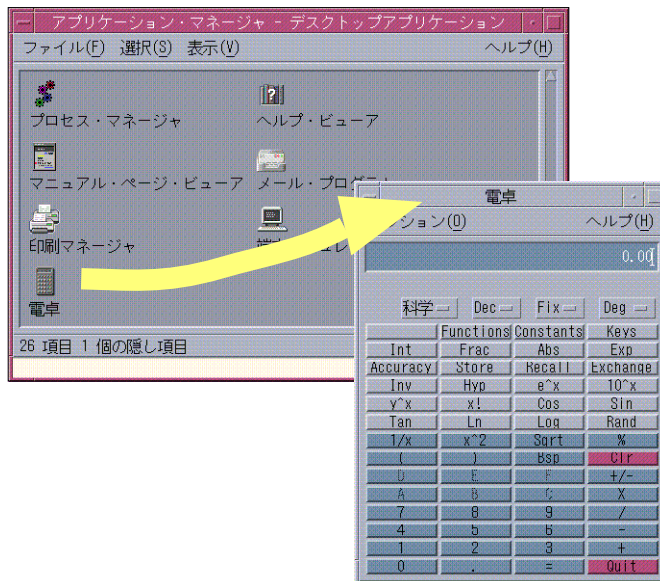 アプリケーション・マネージャ - デスクトップアプリケーション
ファイル(F) 選択(S) 表示(V) ヘルプ(H)
プロセス・マネージャ ヘルプ・ビューア
マニュアル・ページ・ビューア メール・プログラム
印刷マネージャ
電卓
26 項目 1 個の隠し項目
電卓
ション(O) ヘルプ(H)
0.00
科学 Dec Fix Deg
Functions Constants Keys
Int Frac Abs Exp
Accuracy Store Recall Exchange
Inv Hyp e^x 10^x
y^x x! Cos Sin
Tan Ln Log Rand
1/x x^2 Sqrt %
( ) Bsp Clr
D E F +/-
A B C X
7 8 9 /
4 5 6 -
1 2 3 +
0 . = Quit